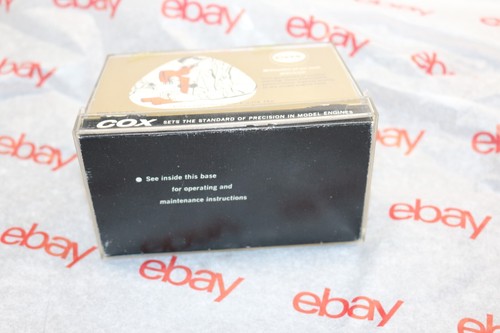 ebay
ebay
ebay
ebay
COX SETS THE STANDARD OF PRECISION IN MODEL ENGINES
See inside this base
for operating and
maintenance instructions
ebay
ebay
ebay
ebay
ebay